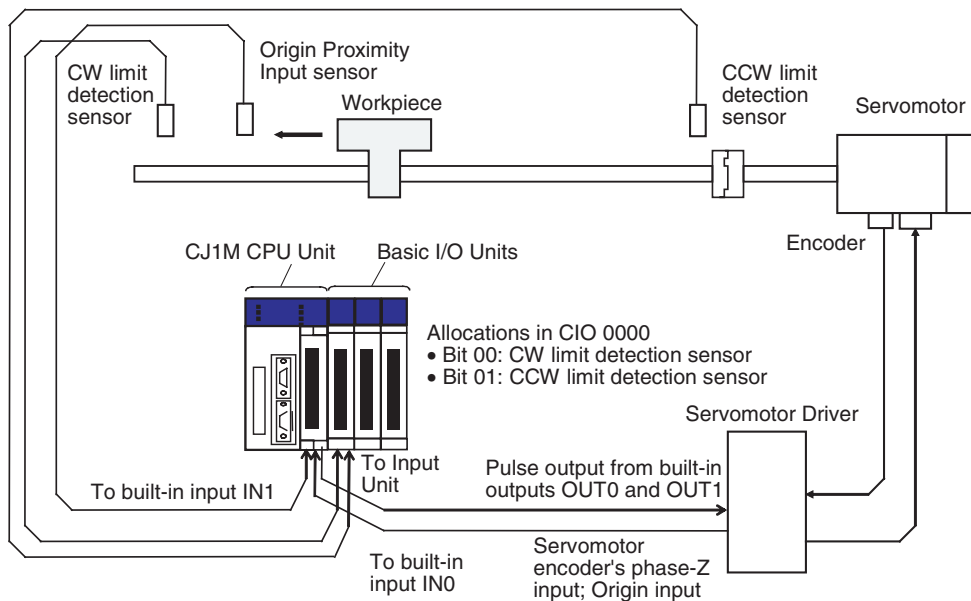 CW limit
detection
sensor
Origin Proximity
Input sensor
Workpiece
CCW limit
detection
sensor
Servomotor
Encoder
CJ1M CPU Unit
Basic I/O Units
Allocations in CIO 0000
• Bit 00: CW limit detection sensor
• Bit 01: CCW limit detection sensor
Servomotor Driver
To Input
Unit
Pulse output from built-in
outputs OUT0 and OUT1
To built-in input IN1
To built-in
input IN0
Servomotor
encoder's phase-Z
input; Origin input